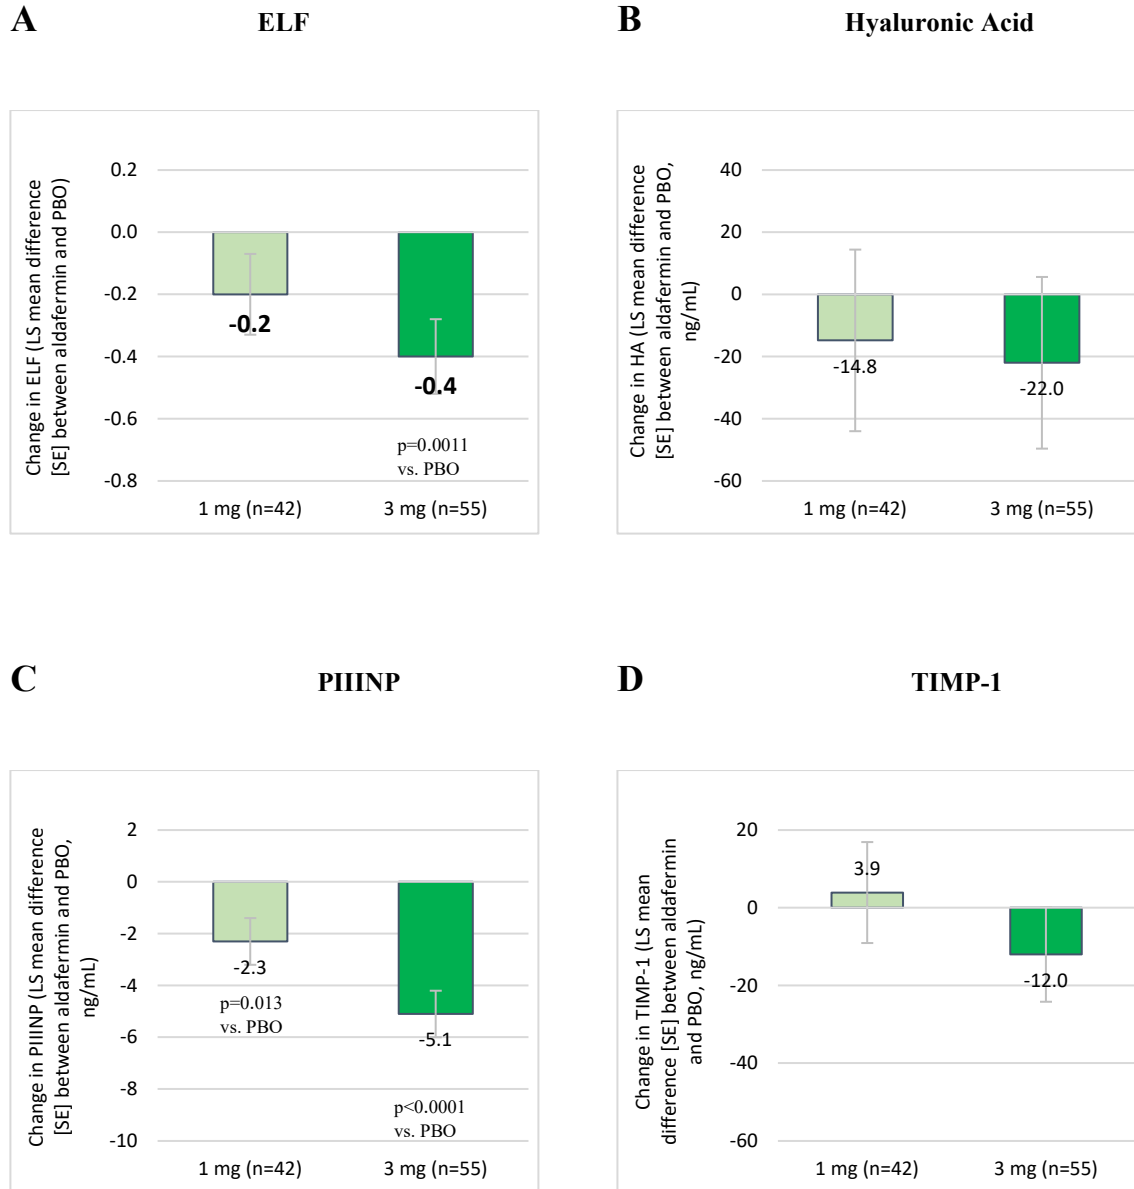 A
ELF
Change in ELF (LS mean difference
[SE] between aldafermin and PBO)
0.2
0.0
-0.2
-0.4
-0.6
-0.8
-0.2
-0.4
p=0.0011
vs. PBO
1 mg (n=42)
3 mg (n=55)
B
Hyaluronic Acid
Change in HA (LS mean difference
[SE] between aldafermin and PBO,
ng/mL)
40
20
0
-20
-40
-60
-14.8
-22.0
1 mg (n=42)
3 mg (n=55)
C
PIIINP
Change in PIIINP (LS mean difference
[SE] between aldafermin and PBO,
ng/mL)
2
0
-2
-4
-6
-8
-10
-2.3
p=0.013
vs. PBO
-5.1
p<0.0001
vs. PBO
1 mg (n=42)
3 mg (n=55)
D
TIMP-1
Change in TIMP-1 (LS mean
difference [SE] between aldafermin
and PBO, ng/mL)
20
0
-20
-40
-60
3.9
-12.0
1 mg (n=42)
3 mg (n=55)